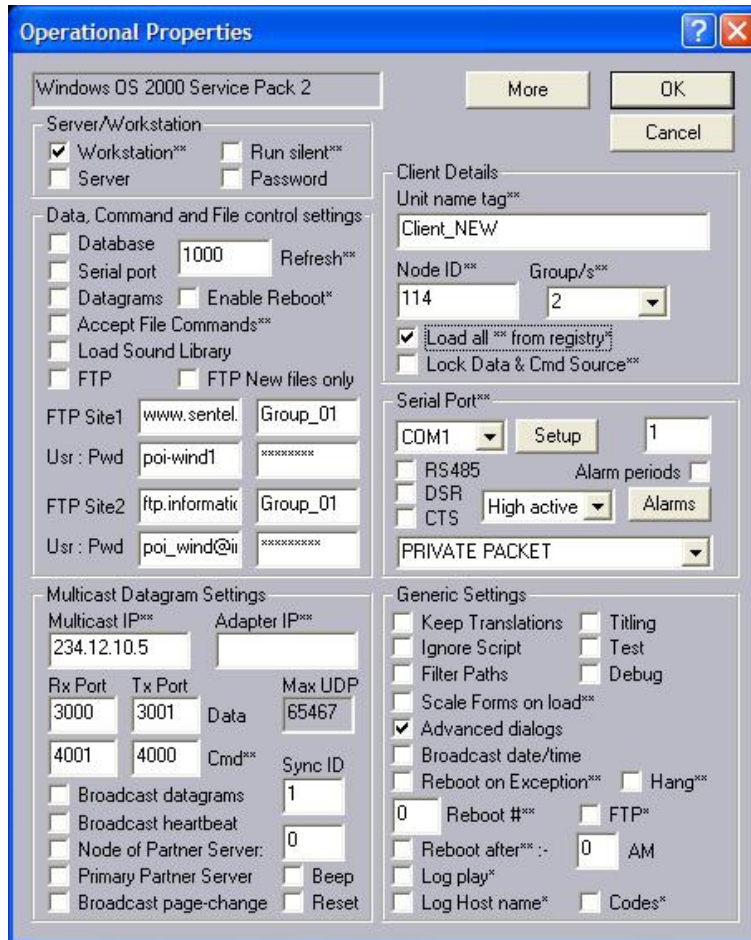 Operational Properties
Windows OS 2000 Service Pack 2
More
OK
Cancel
Server/Workstation
Workstation** Run silent**
Server Password
Data, Command and File control settings
Database
1000 Refresh**
Serial port
Datagrams Enable Reboot*
Accept File Commands**
Load Sound Library
FTP FTP New files only
FTP Site1 www.sentel. Group_01
Usr : Pwd poi-wind1 ********
FTP Site2 ftp.informatic Group_01
Usr : Pwd poi_wind@ii *********
Client Details
Unit name tag**
Client_NEW
Node ID** Group/s**
114 2
Load all ** from registry*
Lock Data & Cmd Source**
Serial Port**
COM1 Setup 1
RS485 Alarm periods
DSR
CTS High active Alarms
PRIVATE PACKET
Multicast Datagram Settings
Multicast IP** Adapter IP**
234.12.10.5
Rx Port Tx Port Max UDP
3000 3001 Data 65467
4001 4000 Cmd** Sync ID
Broadcast datagrams 1
Broadcast heartbeat
Node of Partner Server: 0
Primary Partner Server Beep
Broadcast page-change Reset
Generic Settings
Keep Translations Titling
Ignore Script Test
Filter Paths Debug
Scale Forms on load**
Advanced dialogs
Broadcast date/time
Reboot on Exception** Hang**
0 Reboot #** FTP*
Reboot after** :- 0 AM
Log play*
Log Host name* Codes*